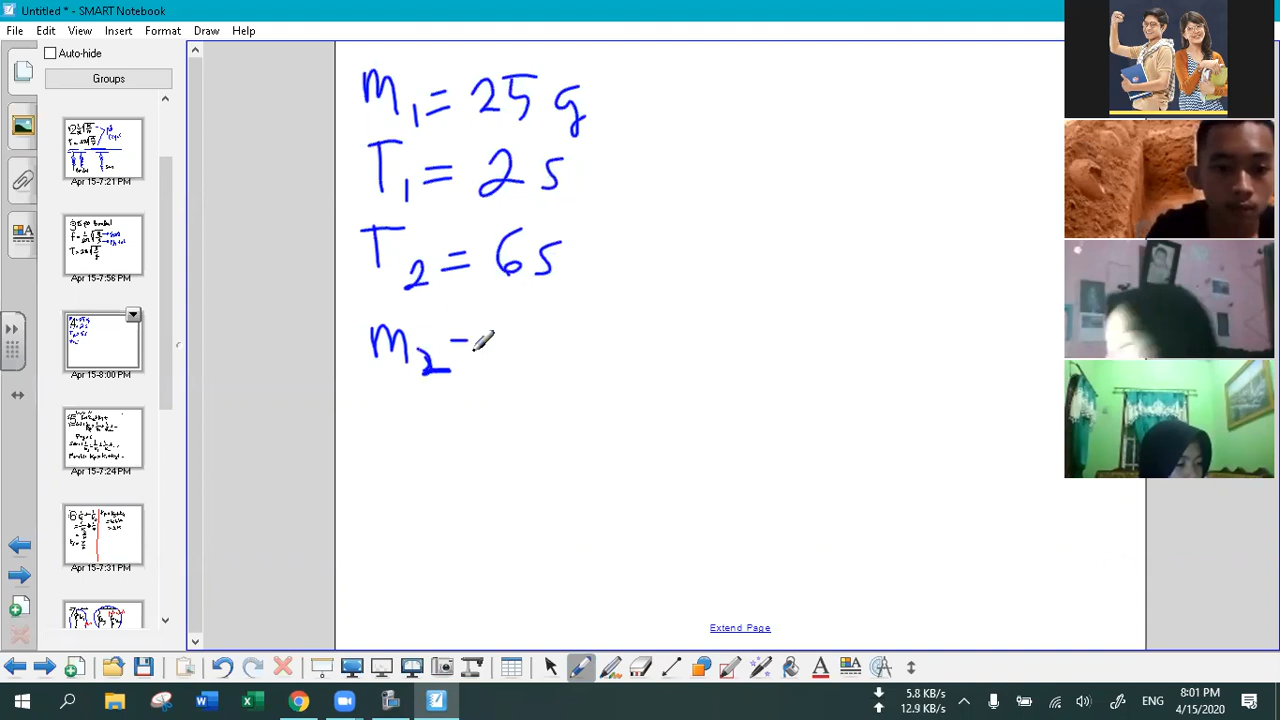 Untitled * - SMART Notebook
File Edit View Insert Format Draw Help
Auto-hide
Groups
Apr 15-7:21
Apr 15-7:56
Apr 15-8:00 PM
Apr 15-7:24 PM
Apr 15-7:31 PM
m₁ = 25 g
T₁ = 2 s
T₂ = 6 s
m₂ -
Extend Page
5.8 KB/s
12.9 KB/s
ENG
8:01 PM
4/15/2020